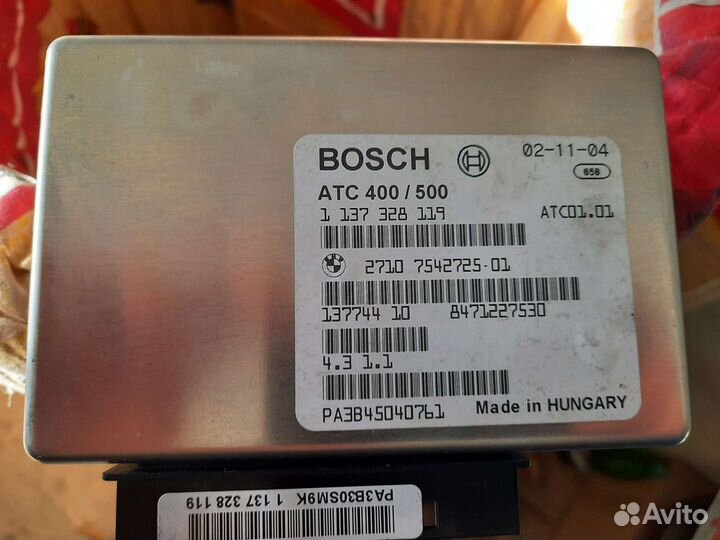 BOSCH
02-11-04
658
ATC 400 / 500
1 137 328 119
ATC01.01
2710 7542725-01
137744 10
8471227530
4.3 1.1
PA3B45040761
Made in HUNGARY
PA3B30SM9K 1 137 328 119
Avito